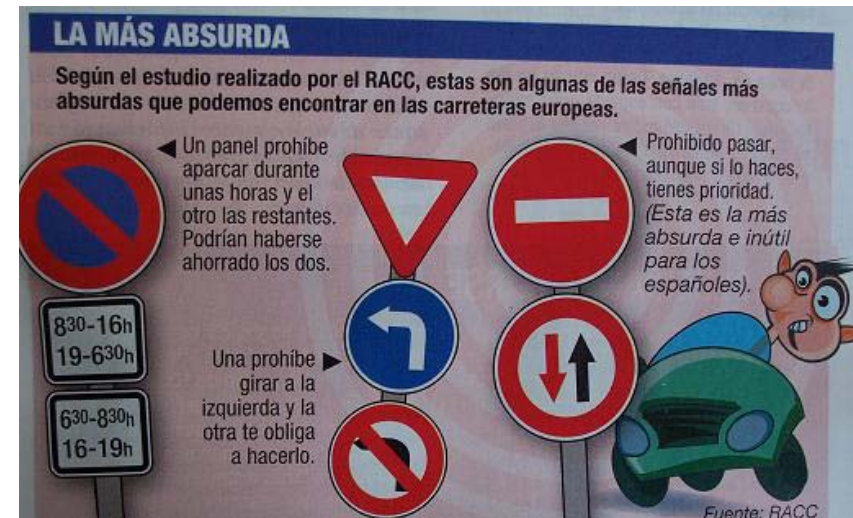 LA MÁS ABSURDA
Según el estudio realizado por el RACC, estas son algunas de las señales más
absurdas que podemos encontrar en las carreteras europeas.
◄ Un panel prohíbe
aparcar durante
unas horas y el
otro las restantes.
Podrían haberse
ahorrado los dos.
8³⁰-16h
19-6³⁰h
6³⁰-8³⁰h
16-19h
Una prohíbe ►
girar a la
izquierda y la
otra te obliga
a hacerlo.
◄ Prohibido pasar,
aunque si lo haces,
tienes prioridad.
(Esta es la más
absurda e inútil
para los
españoles).
Fuente: RACC